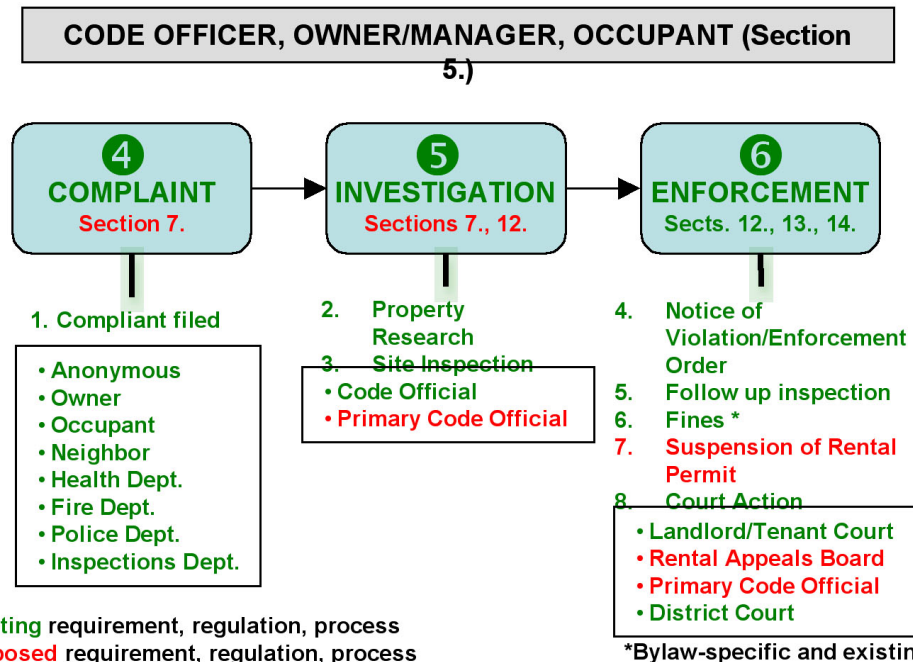 CODE OFFICER, OWNER/MANAGER, OCCUPANT (Section
5.)
4
COMPLAINT
Section 7.
5
INVESTIGATION
Sections 7., 12.
6
ENFORCEMENT
Sects. 12., 13., 14.
1. Compliant filed
• Anonymous
• Owner
• Occupant
• Neighbor
• Health Dept.
• Fire Dept.
• Police Dept.
• Inspections Dept.
2. Property
Research
3. Site Inspection
• Code Official
• Primary Code Official
4. Notice of
Violation/Enforcement
Order
5. Follow up inspection
6. Fines *
7. Suspension of Rental
Permit
8. Court Action
• Landlord/Tenant Court
• Rental Appeals Board
• Primary Code Official
• District Court
ting requirement, regulation, process
posed requirement, regulation, process
*Bylaw-specific and existin